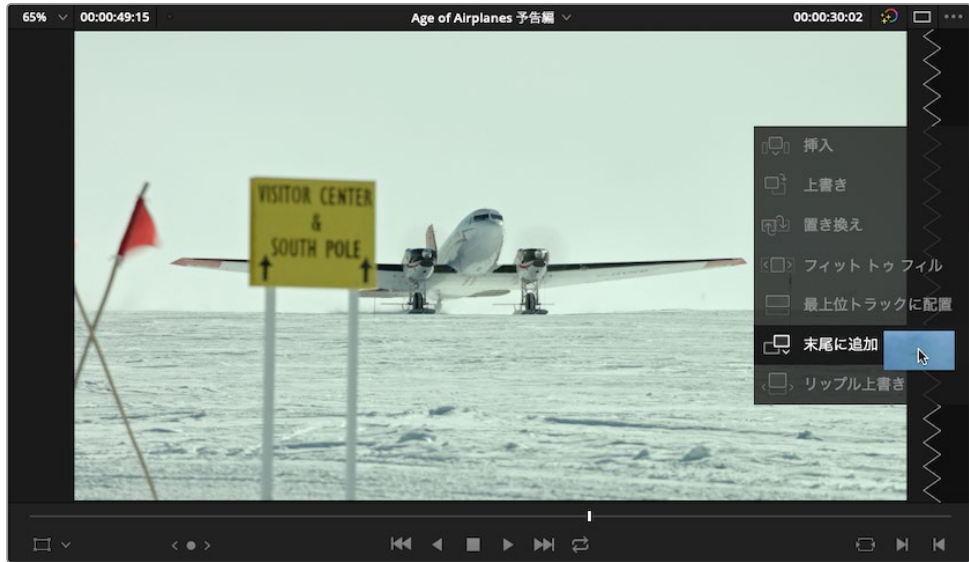 65% 00:00:49:15 Age of Airplanes 予告編 00:00:30:02
VISITOR CENTER
&
SOUTH POLE
挿入
上書き
置き換え
フィット トゥ フィル
最上位トラックに配置
末尾に追加
リップル上書き